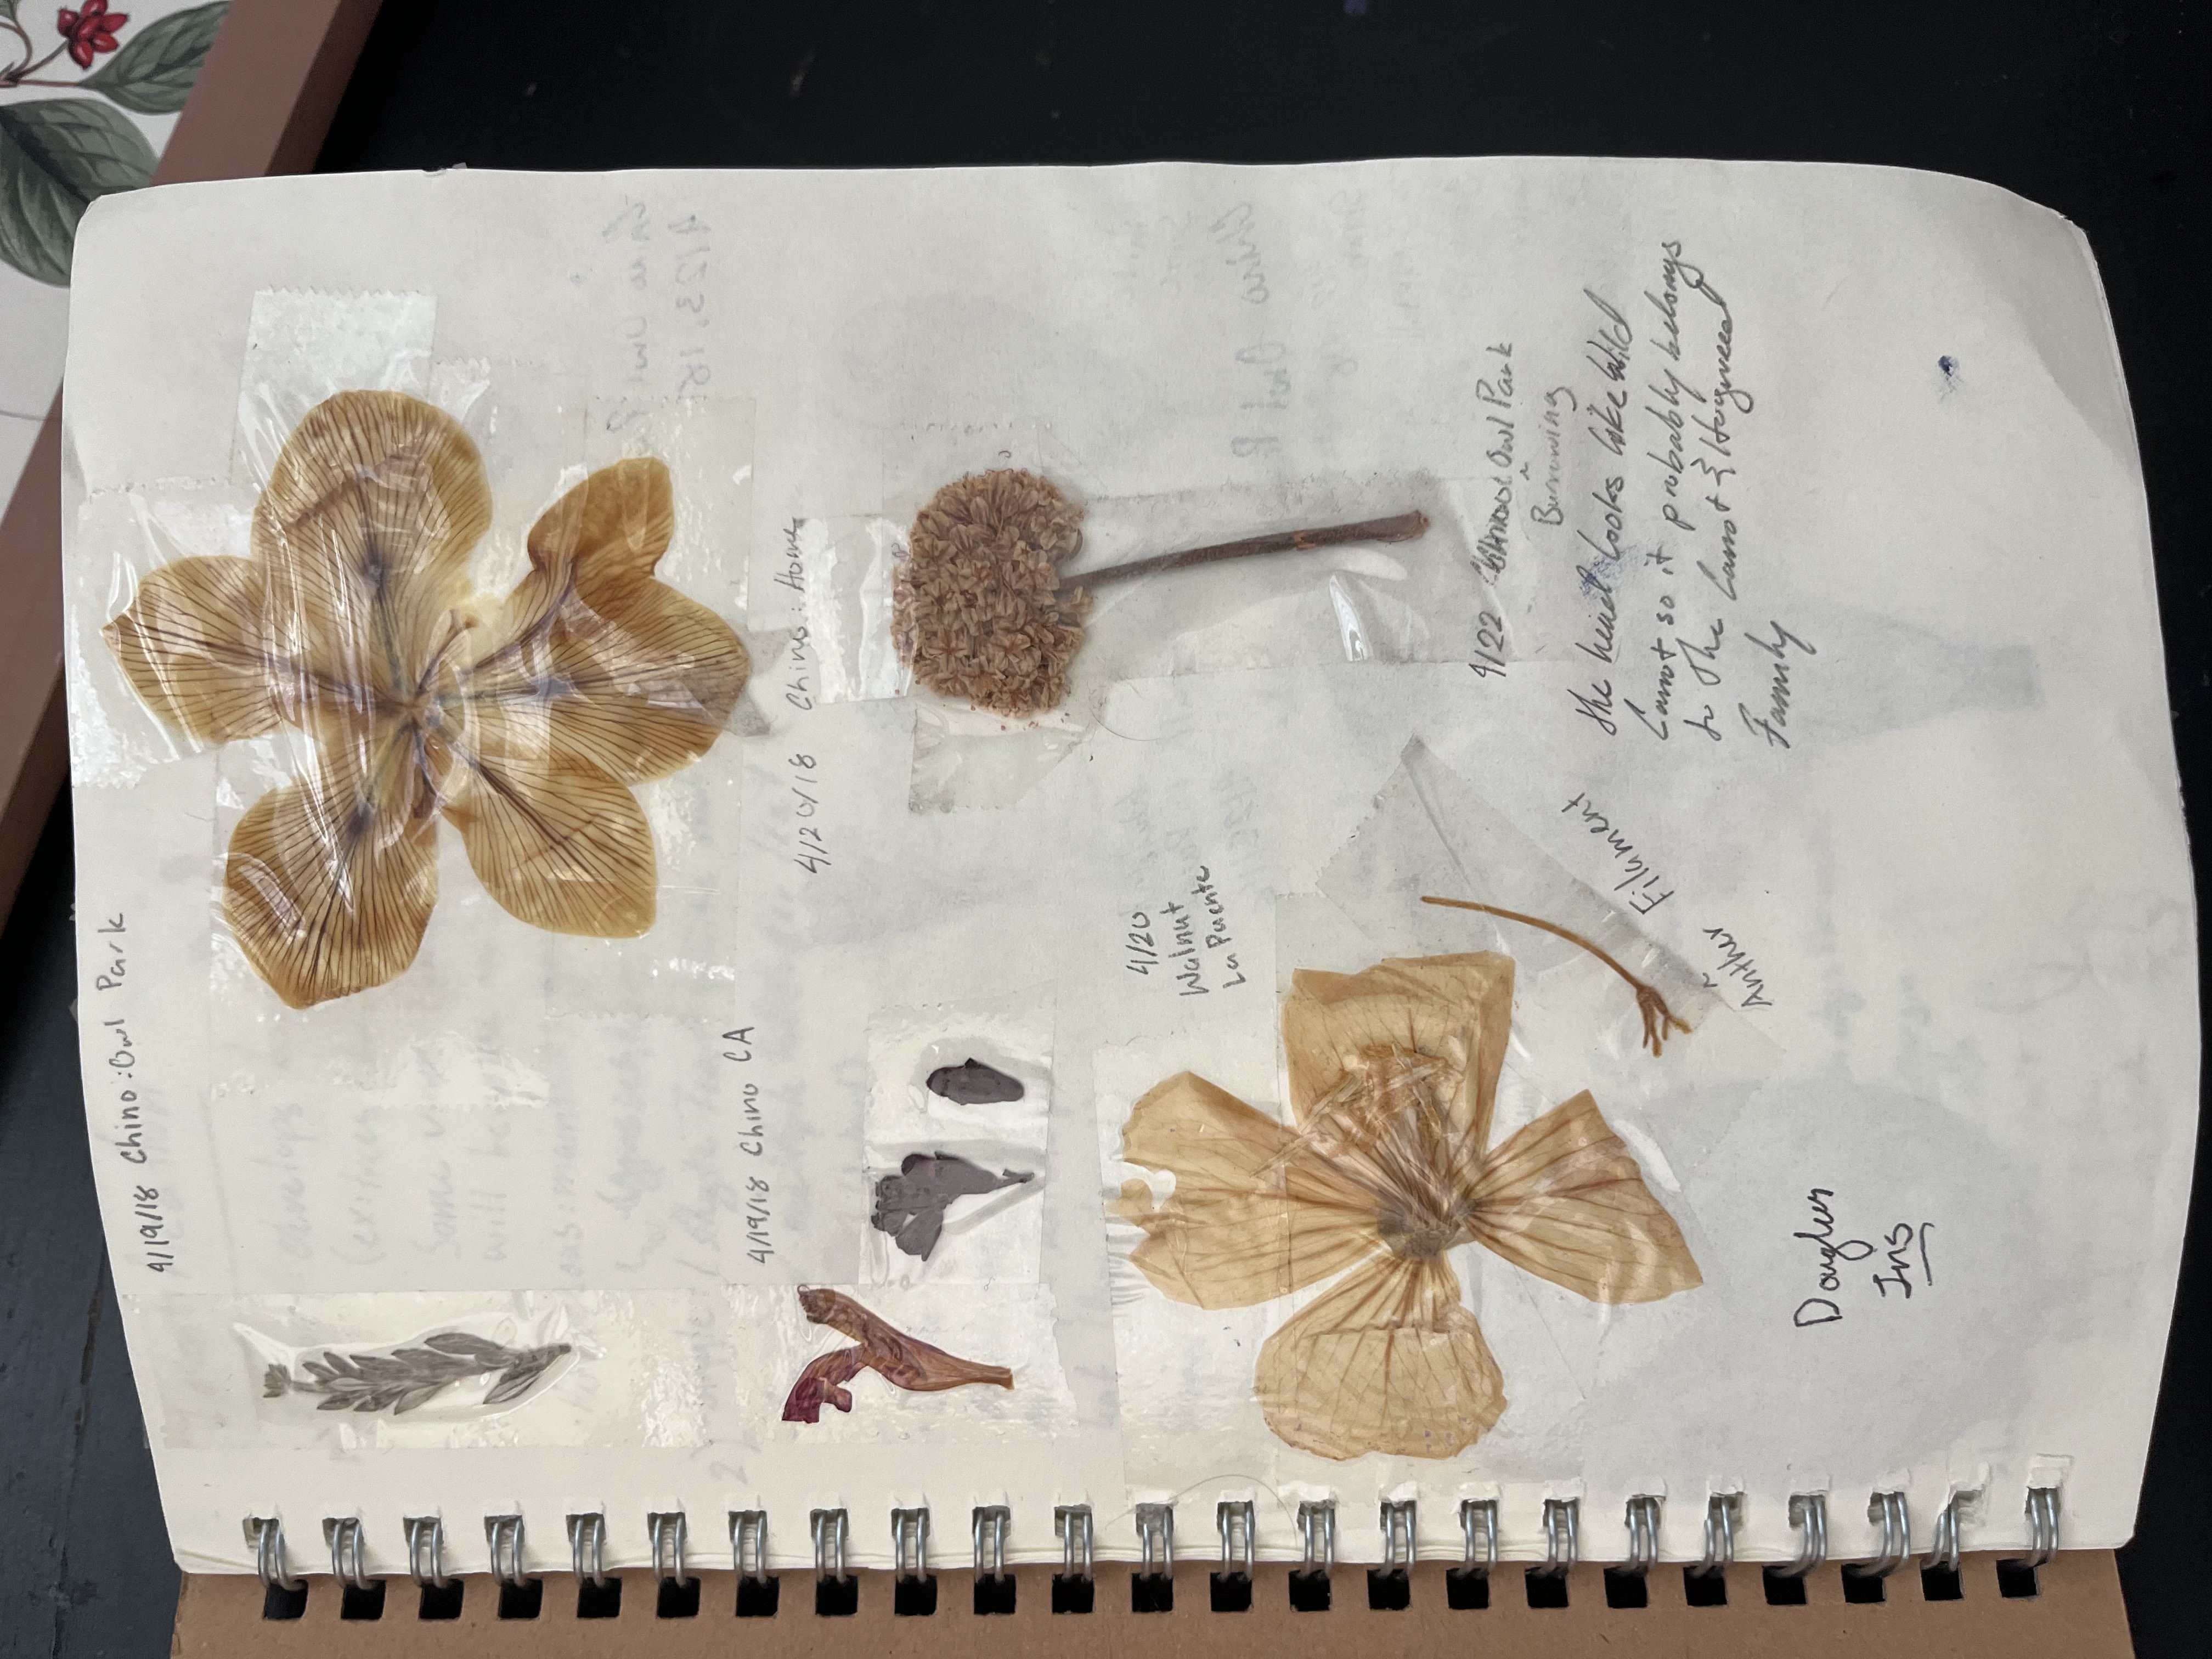 4/19/18 Chino: Owl Park
4/19/18 Chino CA
4/20/18 Chino: Home
4/20
Walnut
La Puente
Filament
Anther
4/22 Owl Park
^
Burrowing
the head looks like Wild
Carrot so it probably belongs
to the Carrot & Hogweed
Family
Douglas
Iris